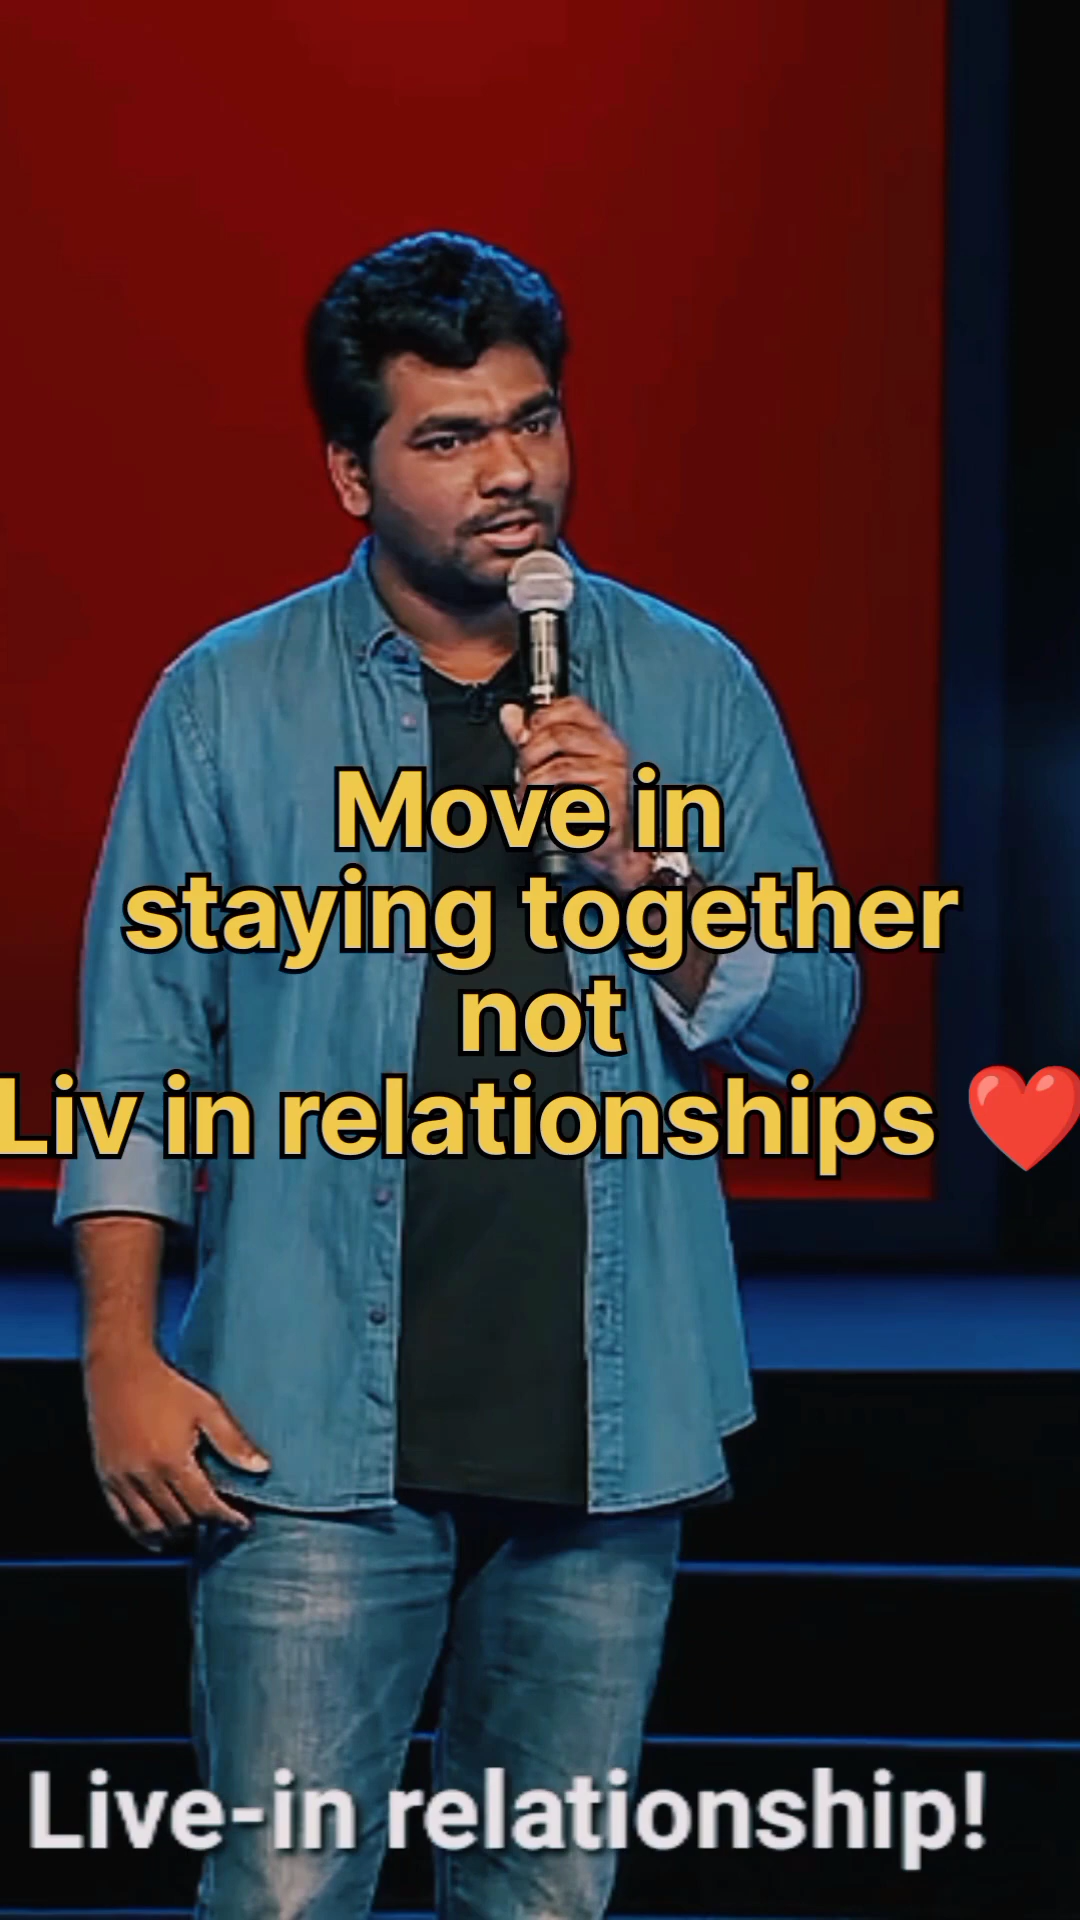 Move in
staying together
not
Liv in relationships ❤️
Live-in relationship!